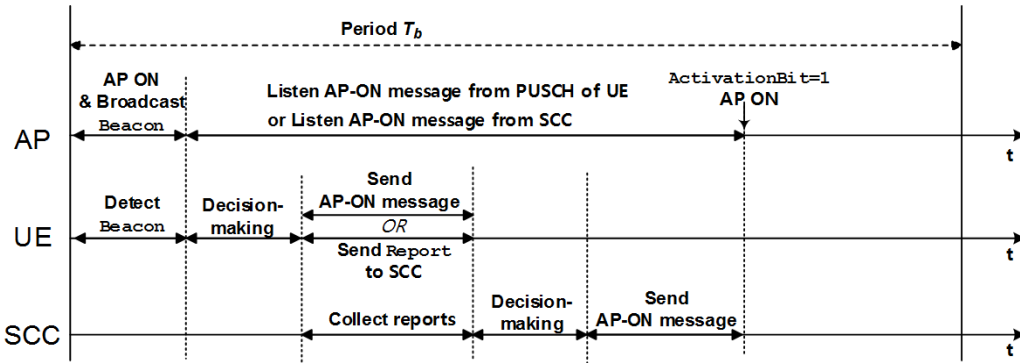 Period T_b
AP ON
& Broadcast
Beacon
Listen AP-ON message from PUSCH of UE
or Listen AP-ON message from SCC
ActivationBit=1
AP ON
AP
t
Detect
Beacon
Decision-
making
Send
AP-ON message
OR
Send Report
to SCC
UE
t
Collect reports
Decision-
making
Send
AP-ON message
SCC
t